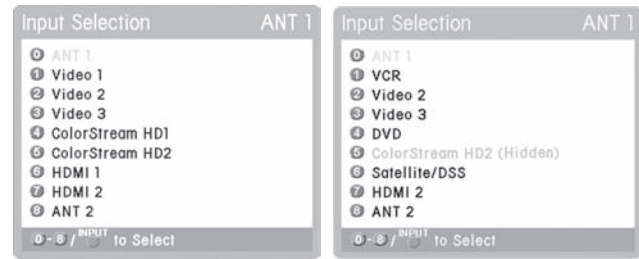 Input Selection ANT 1
0 ANT 1
1 Video 1
2 Video 2
3 Video 3
4 ColorStream HD1
5 ColorStream HD2
6 HDMI 1
7 HDMI 2
8 ANT 2
0-8/INPUT to Select
Input Selection ANT 1
0 ANT 1
1 VCR
2 Video 2
3 Video 3
4 DVD
5 ColorStream HD2 (Hidden)
6 Satellite/DSS
7 HDMI 2
8 ANT 2
0-8/INPUT to Select